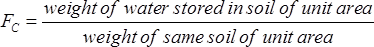 F_C = weight of water stored in soil of unit area
weight of same soil of unit area